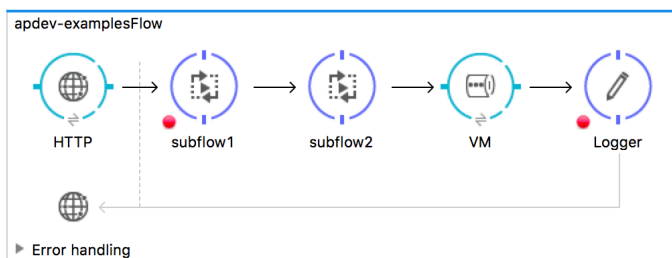 apdev-examplesFlow
HTTP
subflow1
subflow2
VM
Logger
Error handling